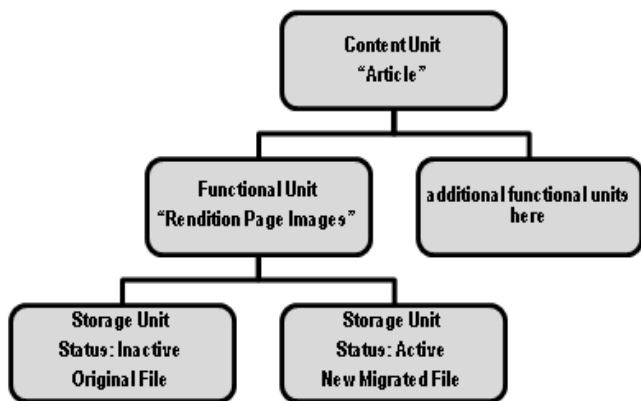 Content Unit
“Article”
Functional Unit
“Rendition Page Images”
additional functional units
here
Storage Unit
Status: Inactive
Original File
Storage Unit
Status: Active
New Migrated File